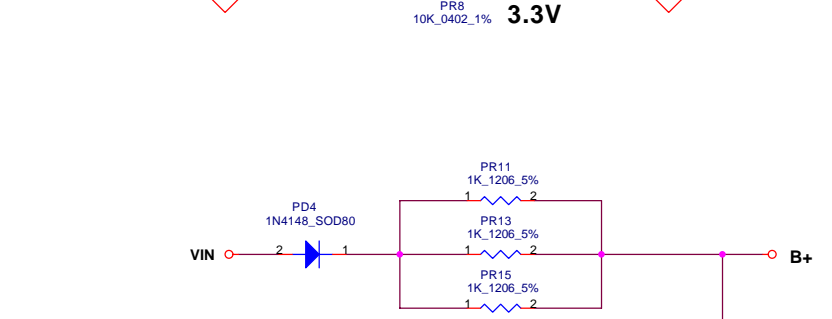 PR8
10K_0402_1%
3.3V
PR11
1K_1206_5%
1 2
PD4
1N4148_SOD80
PR13
1K_1206_5%
VIN 2 1 1 2 B+
PR15
1K_1206_5%
1 2